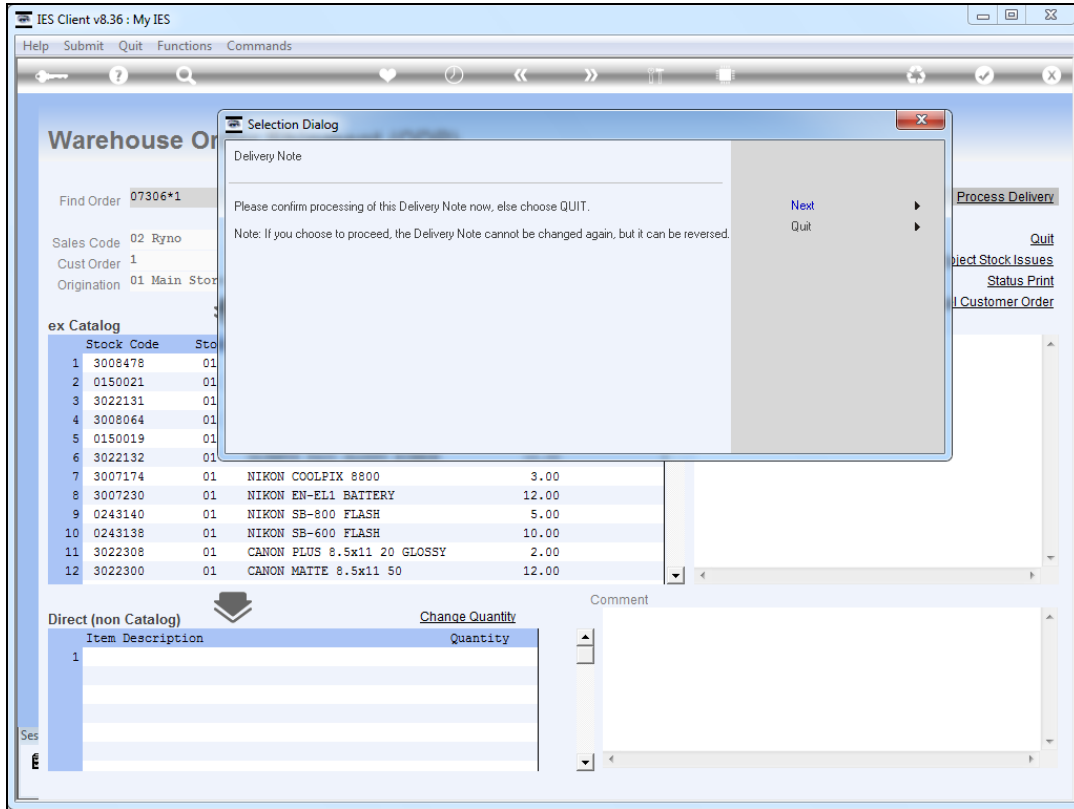 IES Client v8.36 : My IES
Help Submit Quit Functions Commands
Warehouse Or
Selection Dialog
Delivery Note
Please confirm processing of this Delivery Note now, else choose QUIT.
Note: If you choose to proceed, the Delivery Note cannot be changed again, but it can be reversed.
Next
Quit
Find Order 07306*1
Process Delivery
Sales Code 02 Ryno
Quit
Cust Order 1
ject Stock Issues
Origination 01 Main Stor
Status Print
l Customer Order
ex Catalog
Stock Code Sto
1 3008478 01
2 0150021 01
3 3022131 01
4 3008064 01
5 0150019 01
6 3022132 01
7 3007174 01 NIKON COOLPIX 8800 3.00
8 3007230 01 NIKON EN-EL1 BATTERY 12.00
9 0243140 01 NIKON SB-800 FLASH 5.00
10 0243138 01 NIKON SB-600 FLASH 10.00
11 3022308 01 CANON PLUS 8.5x11 20 GLOSSY 2.00
12 3022300 01 CANON MATTE 8.5x11 50 12.00
Direct (non Catalog)
Change Quantity
Comment
Item Description Quantity
1
Ses